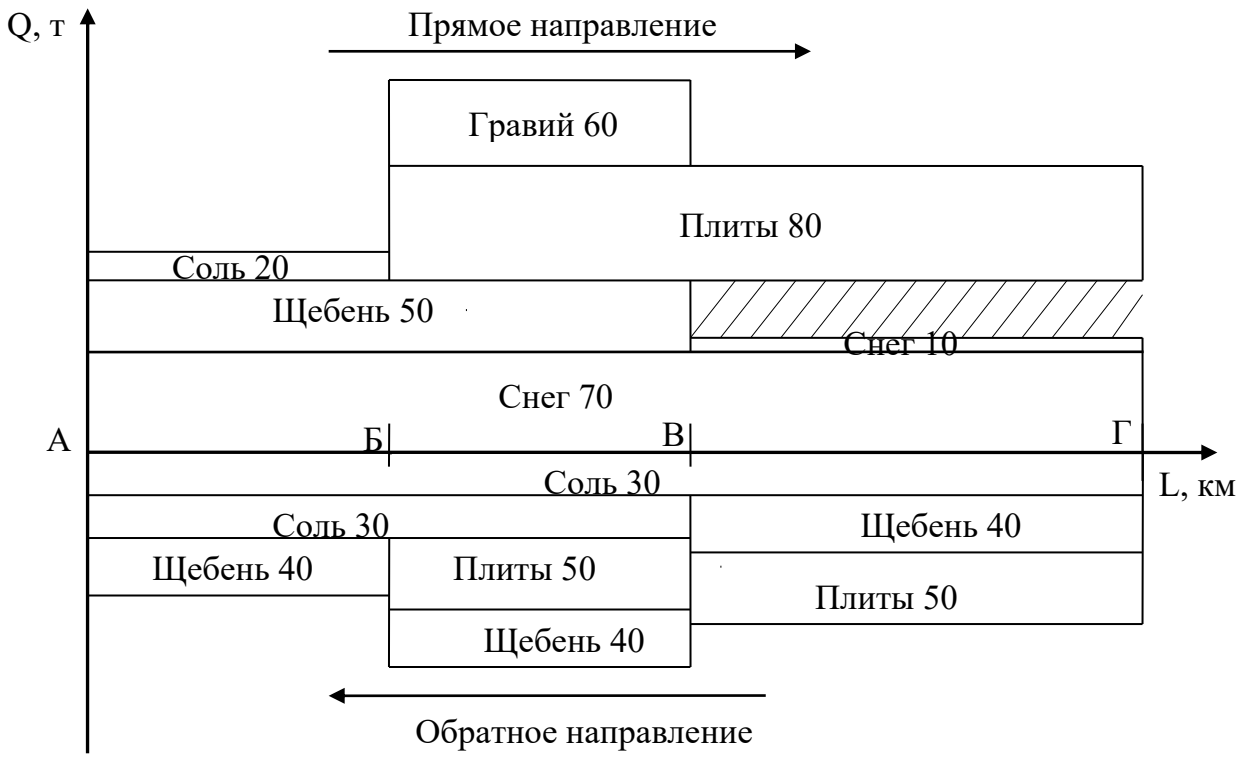 Q, т
Прямое направление
Гравий 60
Плиты 80
Соль 20
Щебень 50
Снег 10
Снег 70
А
Б
В
Г
L, км
Соль 30
Соль 30
Щебень 40
Щебень 40
Плиты 50
Плиты 50
Щебень 40
Обратное направление